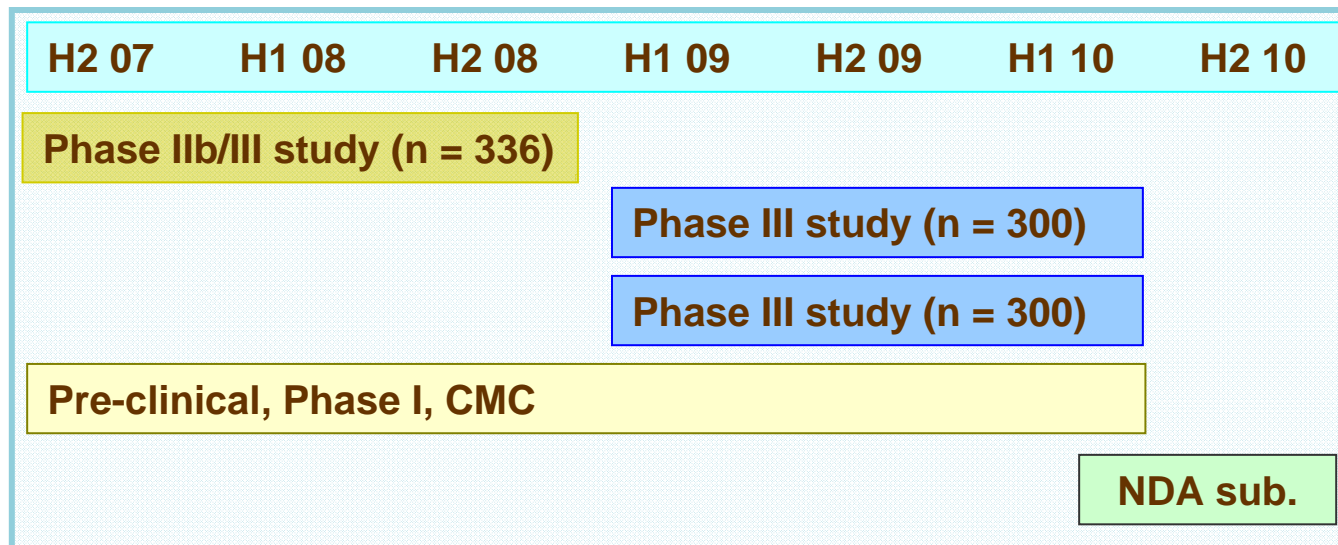 H2 07 H1 08 H2 08 H1 09 H2 09 H1 10 H2 10
Phase IIb/III study (n = 336)
Phase III study (n = 300)
Phase III study (n = 300)
Pre-clinical, Phase I, CMC
NDA sub.